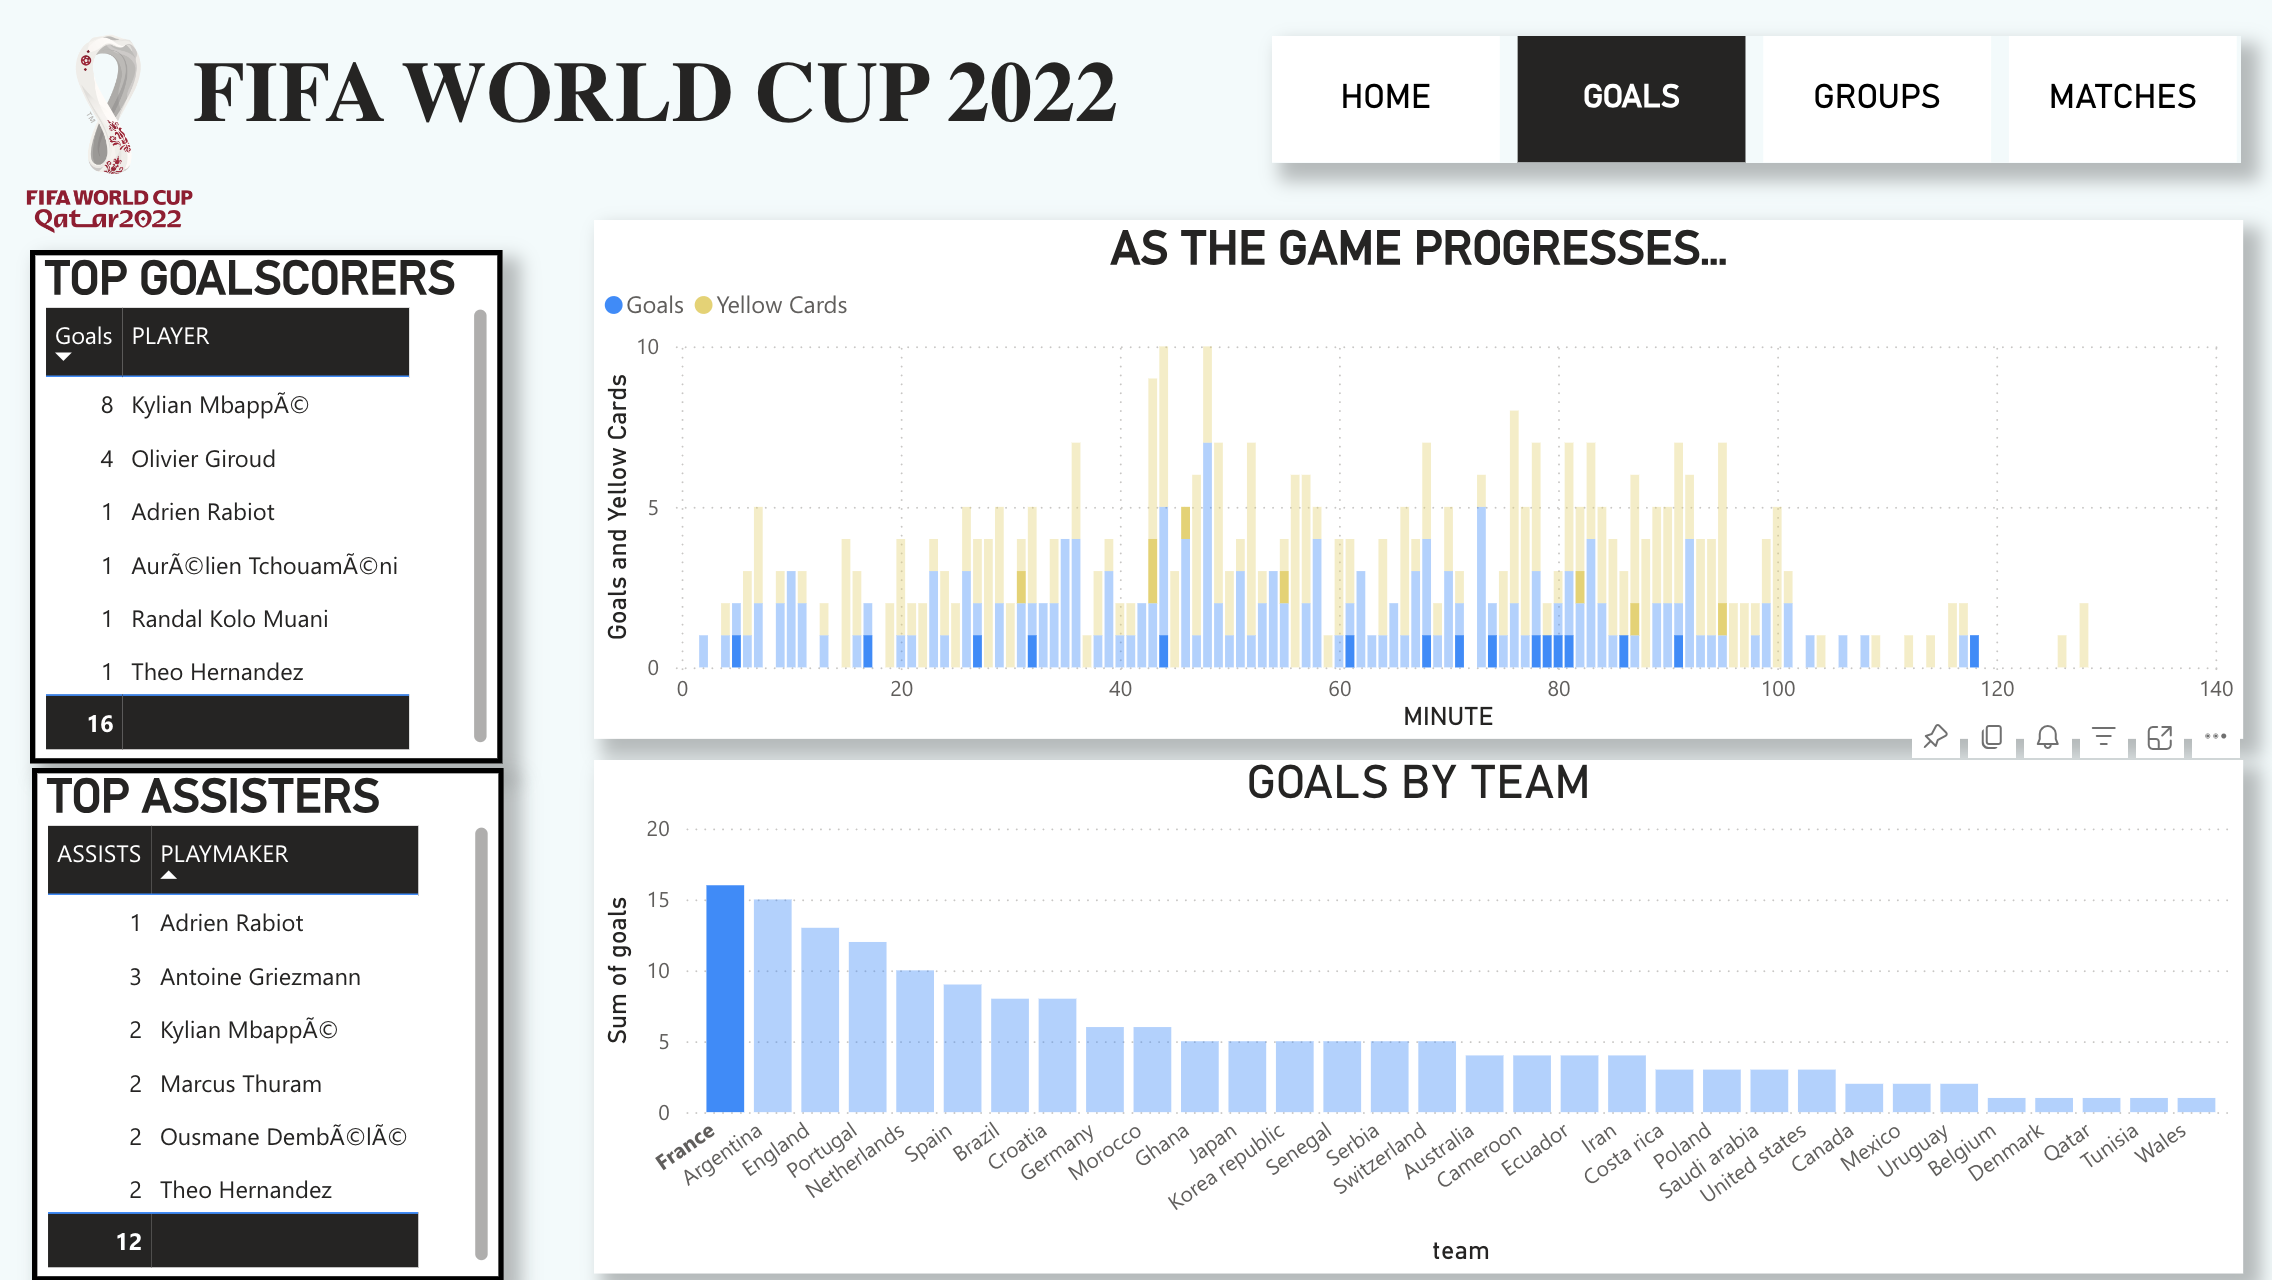 FIFA WORLD CUP 2022
HOME
GOALS
GROUPS
MATCHES
TM
FIFA WORLD CUP
Qatar2022
TOP GOALSCORERS
Goals PLAYER
8 Kylian MbappÃ©
4 Olivier Giroud
1 Adrien Rabiot
1 AurÃ©lien TchouamÃ©ni
1 Randal Kolo Muani
1 Theo Hernandez
16
TOP ASSISTERS
ASSISTS PLAYMAKER
1 Adrien Rabiot
3 Antoine Griezmann
2 Kylian MbappÃ©
2 Marcus Thuram
2 Ousmane DembÃ©lÃ©
2 Theo Hernandez
12
AS THE GAME PROGRESSES...
Goals Yellow Cards
Goals and Yellow Cards
10
5
0
0 20 40 60 80 100 120 140
MINUTE
GOALS BY TEAM
Sum of goals
20
15
10
5
0
France
Argentina
England
Portugal
Netherlands
Spain
Brazil
Croatia
Germany
Morocco
Ghana
Japan
Korea republic
Senegal
Serbia
Switzerland
Australia
Cameroon
Ecuador
Iran
Costa rica
Poland
Saudi arabia
United states
Canada
Mexico
Uruguay
Belgium
Denmark
Qatar
Tunisia
Wales
team